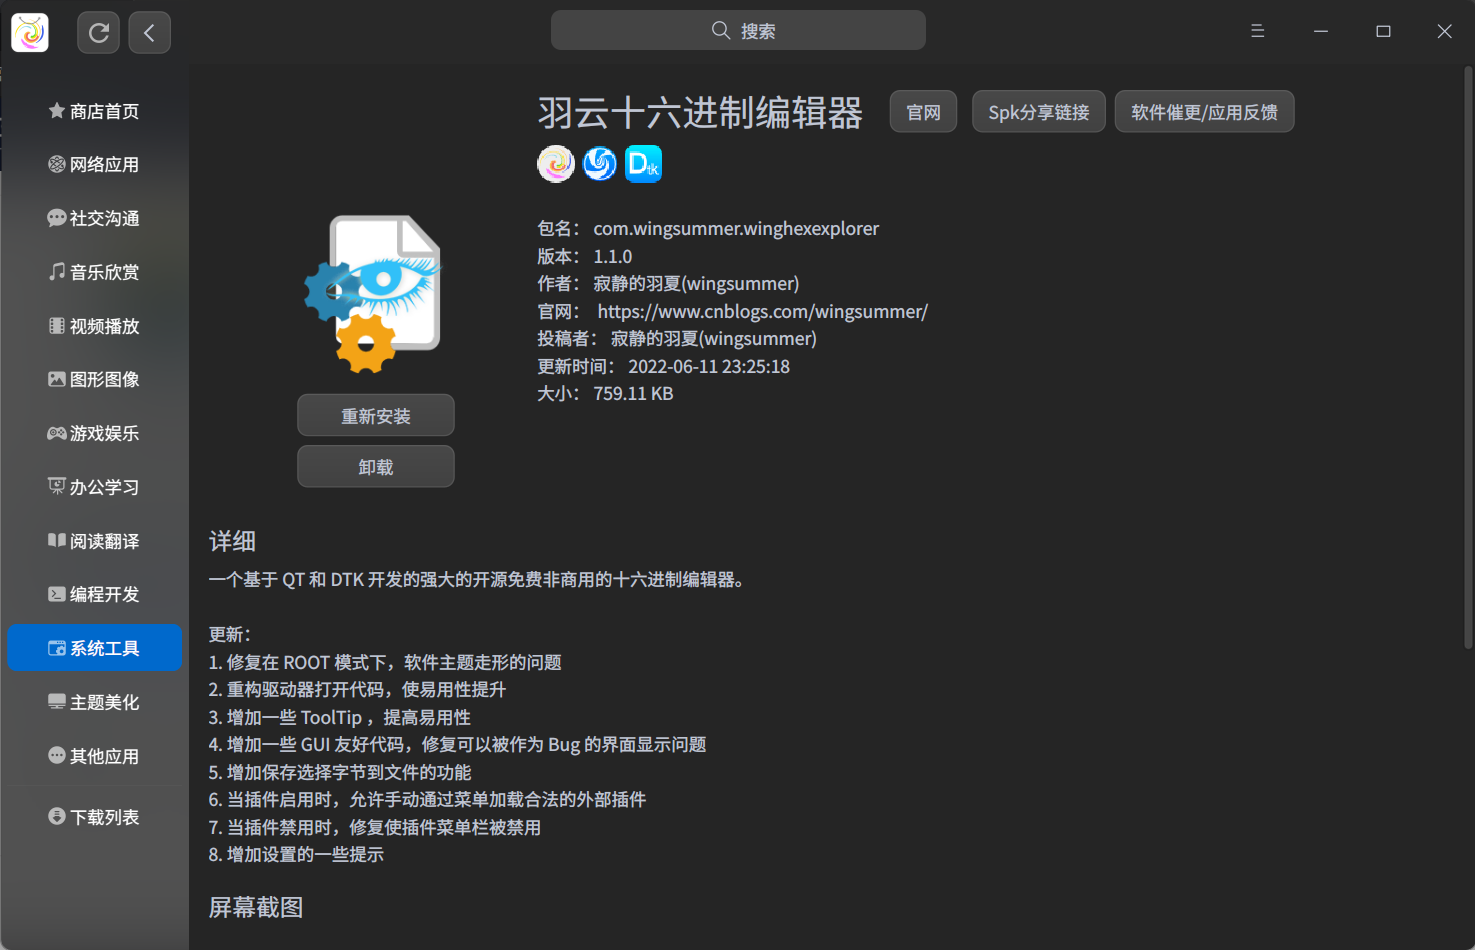 搜索
商店首页
网络应用
社交沟通
音乐欣赏
视频播放
图形图像
游戏娱乐
办公学习
阅读翻译
编程开发
系统工具
主题美化
其他应用
下载列表
羽云十六进制编辑器
官网
Spk分享链接
软件催更/应用反馈
Dtk
包名： com.wingsummer.winghexexplorer
版本： 1.1.0
作者： 寂静的羽夏(wingsummer)
官网： https://www.cnblogs.com/wingsummer/
投稿者： 寂静的羽夏(wingsummer)
更新时间： 2022-06-11 23:25:18
大小： 759.11 KB
重新安装
卸载
详细
一个基于 QT 和 DTK 开发的强大的开源免费非商用的十六进制编辑器。
更新：
1. 修复在 ROOT 模式下，软件主题走形的问题
2. 重构驱动器打开代码，使易用性提升
3. 增加一些 ToolTip ，提高易用性
4. 增加一些 GUI 友好代码，修复可以被作为 Bug 的界面显示问题
5. 增加保存选择字节到文件的功能
6. 当插件启用时，允许手动通过菜单加载合法的外部插件
7. 当插件禁用时，修复使插件菜单栏被禁用
8. 增加设置的一些提示
屏幕截图